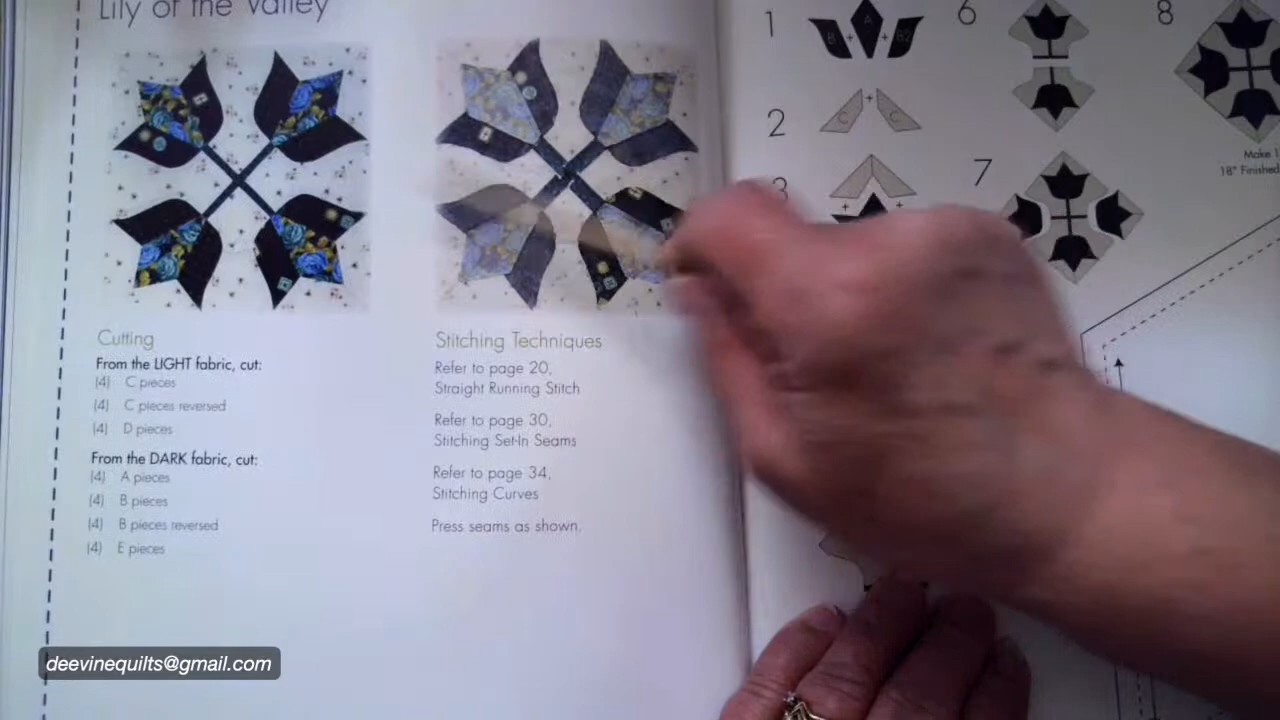 Lily of the Valley
Cutting
From the LIGHT fabric, cut:
(4) C pieces
(4) C pieces reversed
(4) D pieces
From the DARK fabric, cut:
(4) A pieces
(4) B pieces
(4) B pieces reversed
(4) E pieces
Stitching Techniques
Refer to page 20,
Straight Running Stitch
Refer to page 30,
Stitching Set-In Seams
Refer to page 34,
Stitching Curves
Press seams as shown.
1
B + A + B
2
C + C
3
+ +
6
7
8
Make 1
18" Finished
deevinequilts@gmail.com